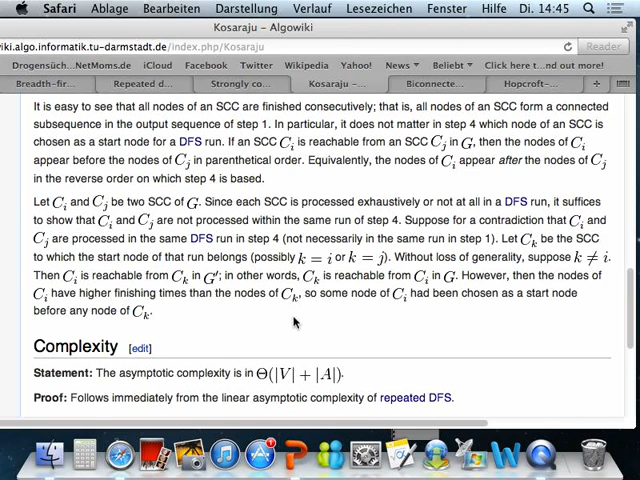 Safari Ablage Bearbeiten Darstellung Verlauf Lesezeichen Fenster Hilfe Di. 14:45
Kosaraju – Algowiki
wiki.algo.informatik.tu-darmstadt.de/index.php/Kosaraju Reader
Drogensüch...NetMoms.de iCloud Facebook Twitter Wikipedia Yahoo! News Beliebt Click here t...nd out more!
Breadth-fir... Repeated d... Strongly co... Kosaraju -... Biconnecte... Hopcroft-...
It is easy to see that all nodes of an SCC are finished consecutively; that is, all nodes of an SCC form a connected
subsequence in the output sequence of step 1. In particular, it does not matter in step 4 which node of an SCC is
chosen as a start node for a DFS run. If an SCC C_i is reachable from an SCC C_j in G, then the nodes of C_i
appear before the nodes of C_j in parenthetical order. Equivalently, the nodes of C_i appear after the nodes of C_j
in the reverse order on which step 4 is based.
Let C_i and C_j be two SCC of G. Since each SCC is processed exhaustively or not at all in a DFS run, it suffices
to show that C_i and C_j are not processed within the same run of step 4. Suppose for a contradiction that C_i and
C_j are processed in the same DFS run in step 4 (not necessarily in the same run in step 1). Let C_k be the SCC
to which the start node of that run belongs (possibly k = i or k = j). Without loss of generality, suppose k ≠ i.
Then C_i is reachable from C_k in G'; in other words, C_k is reachable from C_i in G. However, then the nodes of
C_i have higher finishing times than the nodes of C_k, so some node of C_i had been chosen as a start node
before any node of C_k.
Complexity [edit]
Statement: The asymptotic complexity is in Θ(|V| + |A|).
Proof: Follows immediately from the linear asymptotic complexity of repeated DFS.